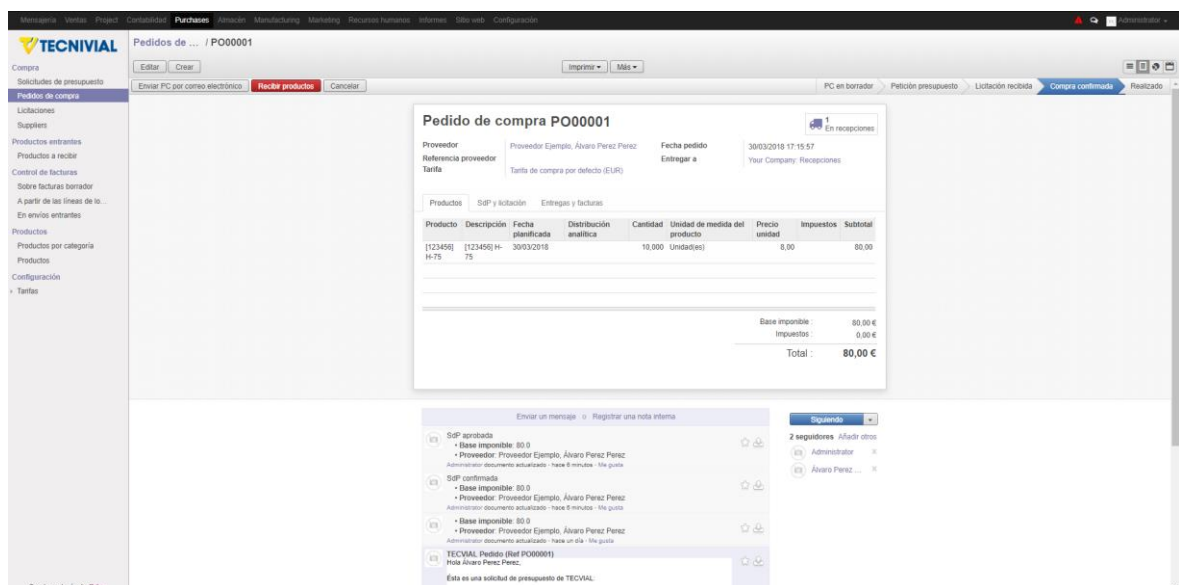 Mensajería Ventas Project Contabilidad Purchases Almacén Manufacturing Marketing Recursos humanos Informes Sitio web Configuración Administrator
TECNIVIAL
Pedidos de ... / PO00001
Editar Crear Imprimir Más
Enviar PC por correo electrónico Recibir productos Cancelar PC en borrador Petición presupuesto Licitación recibida Compra confirmada Realizado
Compra
Solicitudes de presupuesto
Pedidos de compra
Licitaciones
Suppliers
Productos entrantes
Productos a recibir
Control de facturas
Sobre facturas borrador
A partir de las líneas de lo...
En envíos entrantes
Productos
Productos por categoría
Productos
Configuración
Tarifas
Pedido de compra PO00001
1
En recepciones
Proveedor Proveedor Ejemplo, Álvaro Perez Perez Fecha pedido 30/03/2018 17:15:57
Referencia proveedor Entregar a Your Company: Recepciones
Tarifa Tarifa de compra por defecto (EUR)
Productos SdP y licitación Entregas y facturas
Producto Descripción Fecha planificada Distribución analítica Cantidad Unidad de medida del producto Precio unidad Impuestos Subtotal
[123456] H-75 [123456] H-75 30/03/2018 10,000 Unidad(es) 8,00 80,00
Base imponible : 80,00 €
Impuestos : 0,00 €
Total : 80,00 €
Enviar un mensaje o Registrar una nota interna
Siguiendo
2 seguidores Añadir otros
Administrator
Álvaro Perez ...
SdP aprobada
• Base imponible: 80.0
• Proveedor: Proveedor Ejemplo, Álvaro Perez Perez
Administrator documento actualizado - hace 6 minutos - Me gusta
SdP confirmada
• Base imponible: 80.0
• Proveedor: Proveedor Ejemplo, Álvaro Perez Perez
Administrator documento actualizado - hace 6 minutos - Me gusta
• Base imponible: 80.0
• Proveedor: Proveedor Ejemplo, Álvaro Perez Perez
Administrator documento actualizado - hace un día - Me gusta
TECVIAL Pedido (Ref PO00001)
Hola Álvaro Perez Perez,
Ésta es una solicitud de presupuesto de TECVIAL: